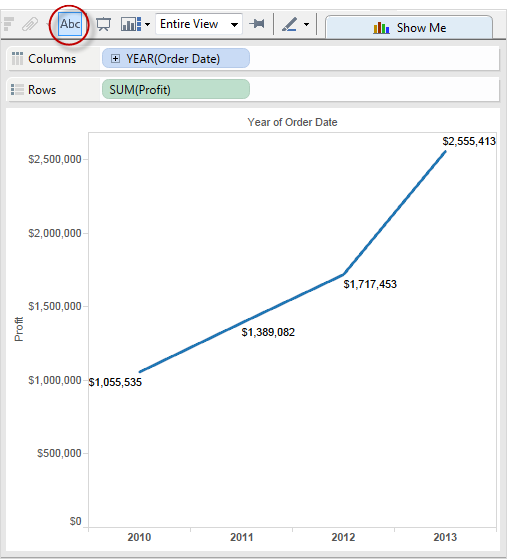 Abc Entire View Show Me
Columns YEAR(Order Date)
Rows SUM(Profit)
Year of Order Date
$2,555,413
$2,500,000
$2,000,000
$1,717,453
$1,500,000
$1,389,082
Profit
$1,000,000
$1,055,535
$500,000
$0
2010 2011 2012 2013